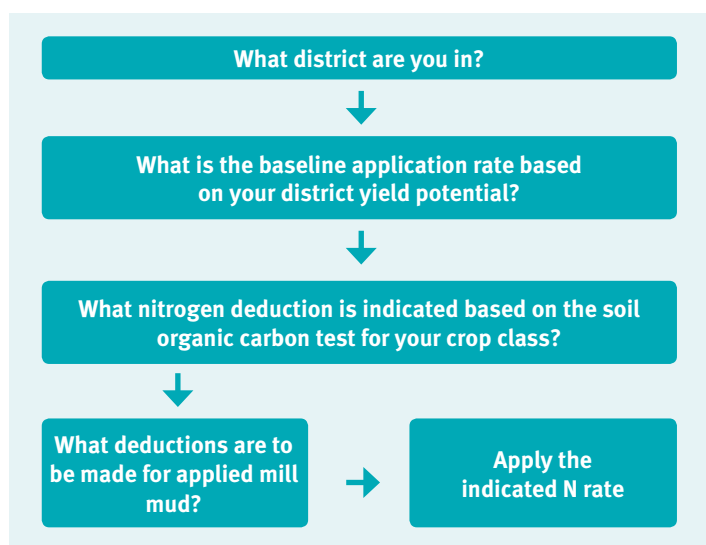 What district are you in?
What is the baseline application rate based
on your district yield potential?
What nitrogen deduction is indicated based on the soil
organic carbon test for your crop class?
What deductions are to
be made for applied mill
mud?
Apply the
indicated N rate